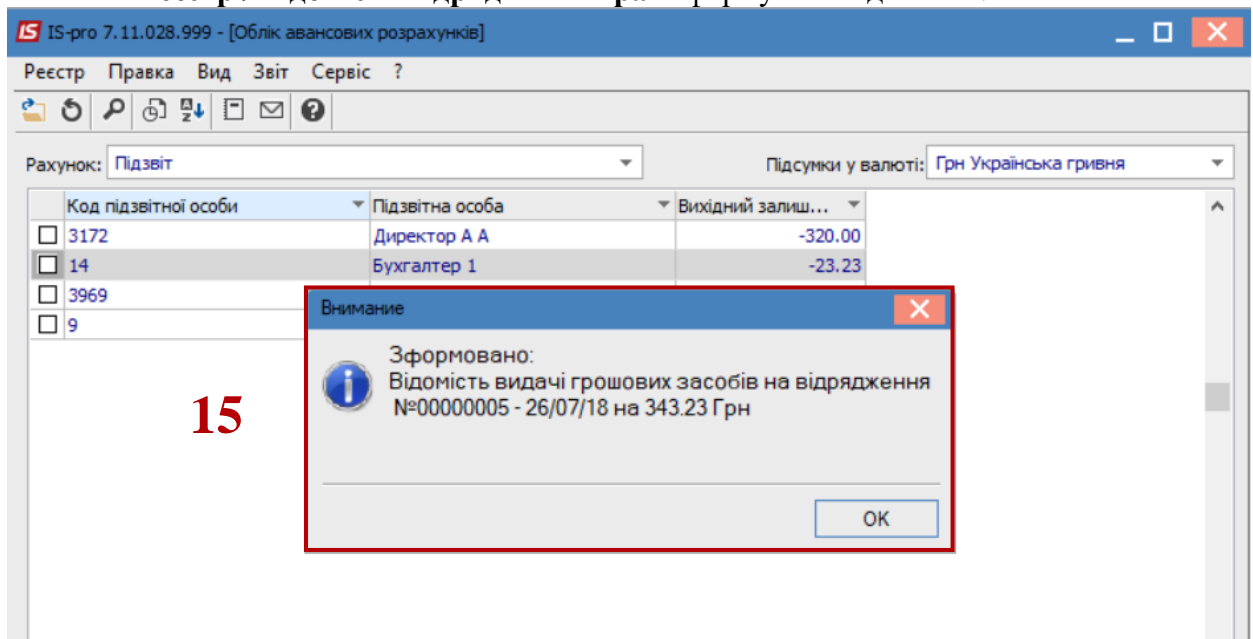 IS-pro 7.11.028.999 - [Облік авансових розрахунків]
Реєстр Правка Вид Звіт Сервіс ?
Рахунок: Підзвіт Підсумки у валюті: Грн Українська гривня
Код підзвітної особи Підзвітна особа Вихідний залиш...
3172 Директор А А -320.00
14 Бухгалтер 1 -23.23
3969
9
Внимание
Зформовано:
Відомість видачі грошових засобів на відрядження
№00000005 - 26/07/18 на 343.23 Грн
15
OK